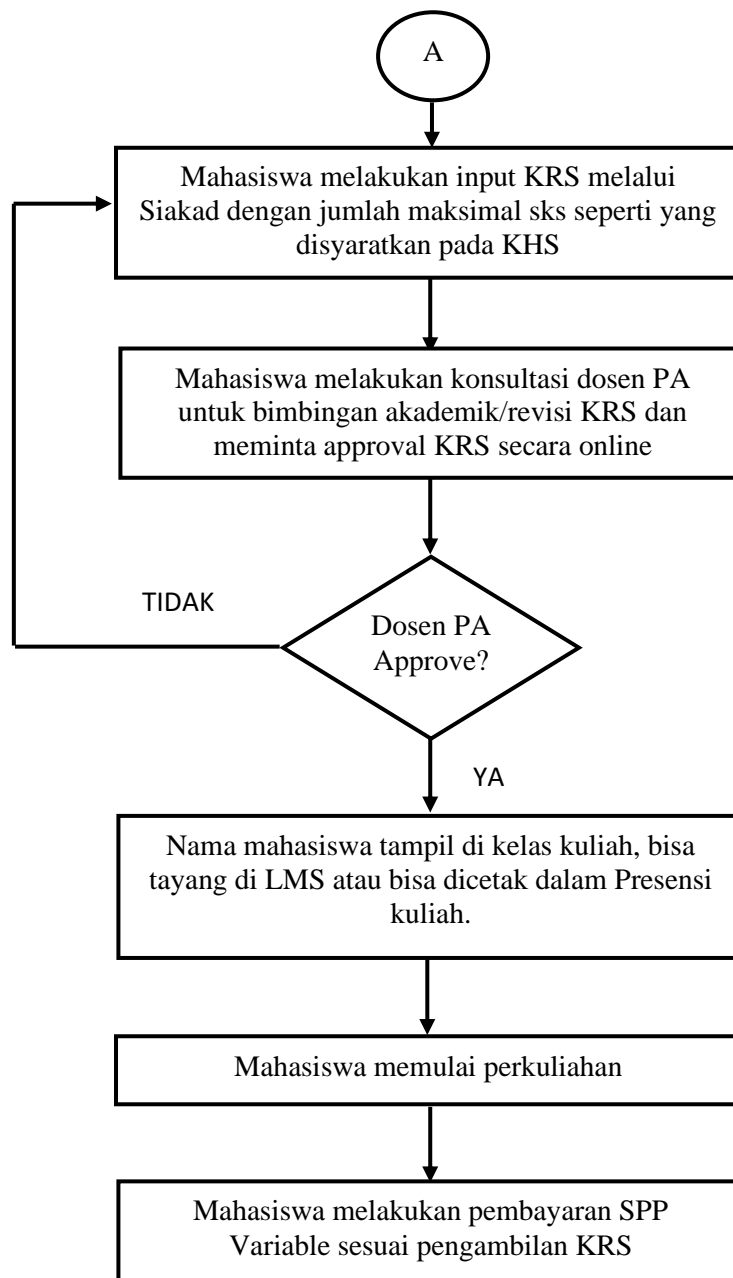 A
Mahasiswa melakukan input KRS melalui
Siakad dengan jumlah maksimal sks seperti yang
disyaratkan pada KHS
Mahasiswa melakukan konsultasi dosen PA
untuk bimbingan akademik/revisi KRS dan
meminta approval KRS secara online
TIDAK
Dosen PA
Approve?
YA
Nama mahasiswa tampil di kelas kuliah, bisa
tayang di LMS atau bisa dicetak dalam Presensi
kuliah.
Mahasiswa memulai perkuliahan
Mahasiswa melakukan pembayaran SPP
Variable sesuai pengambilan KRS